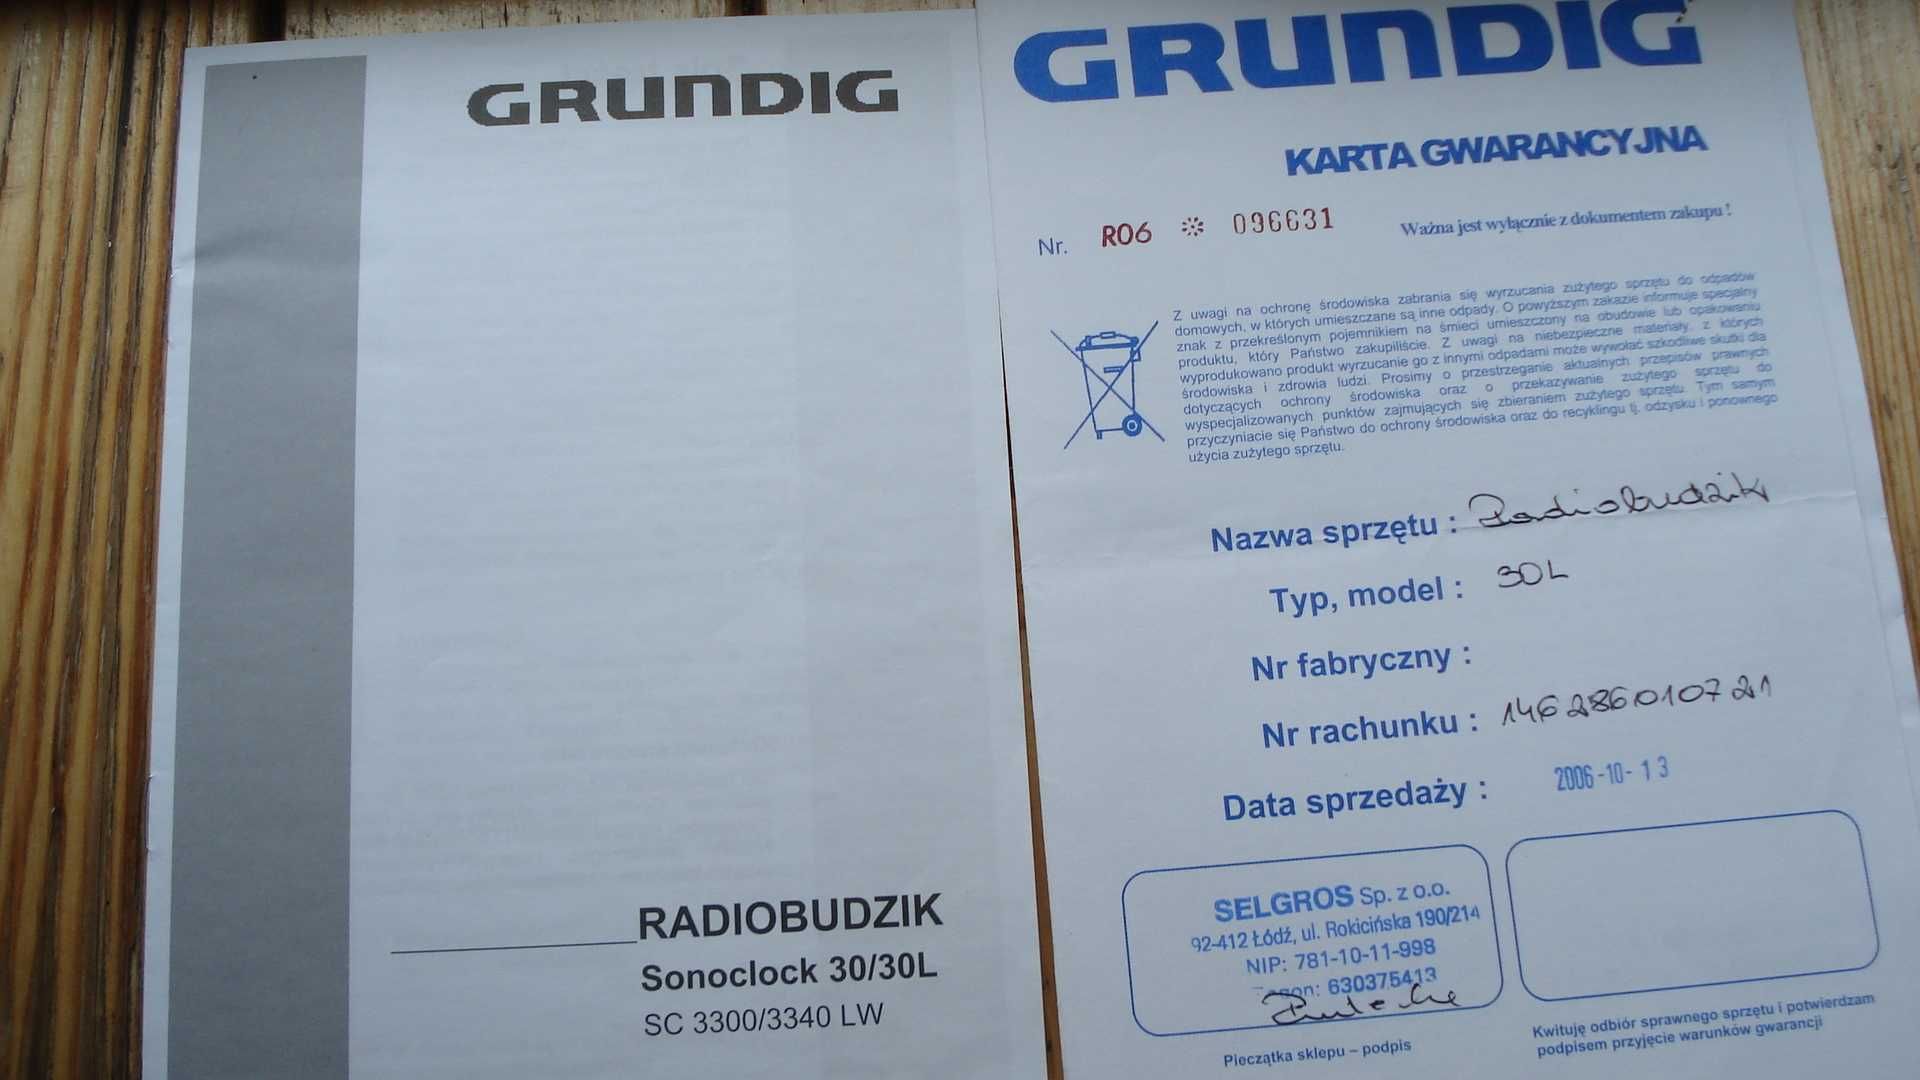 GRUNDIG
RADIOBUDZIK
Sonoclock 30/30L
SC 3300/3340 LW
GRUNDIG
KARTA GWARANCYJNA
Nr. R06 * 096631 Ważna jest wyłącznie z dokumentem zakupu !
Z uwagi na ochronę środowiska zabrania się wyrzucania zużytego sprzętu do odpadów
domowych, w których umieszczane są inne odpady. O powyższym zakazie informuje specjalny
znak z przekreślonym pojemnikiem na śmieci umieszczony na obudowie lub opakowaniu
produktu, który Państwo zakupiliście. Z uwagi na niebezpieczne materiały, z których
wyprodukowano produkt wyrzucanie go z innymi odpadami może wywołać szkodliwe skutki dla
środowiska i zdrowia ludzi. Prosimy o przestrzeganie aktualnych przepisów prawnych
dotyczących ochrony środowiska oraz o przekazywanie zużytego sprzętu do
wyspecjalizowanych punktów zajmujących się zbieraniem zużytego sprzętu. Tym samym
przyczyniacie się Państwo do ochrony środowiska oraz do recyklingu tj. odzysku i ponownego
użycia zużytego sprzętu.
Nazwa sprzętu : Radiobudzik
Typ, model : 30L
Nr fabryczny :
Nr rachunku : 146286010721
Data sprzedaży : 2006-10-13
SELGROS Sp. z o.o.
92-412 Łódź, ul. Rokicińska 190/214
NIP: 781-10-11-998
630375413
Pieczątka sklepu – podpis
Kwituję odbiór sprawnego sprzętu i potwierdzam
podpisem przyjęcie warunków gwarancji